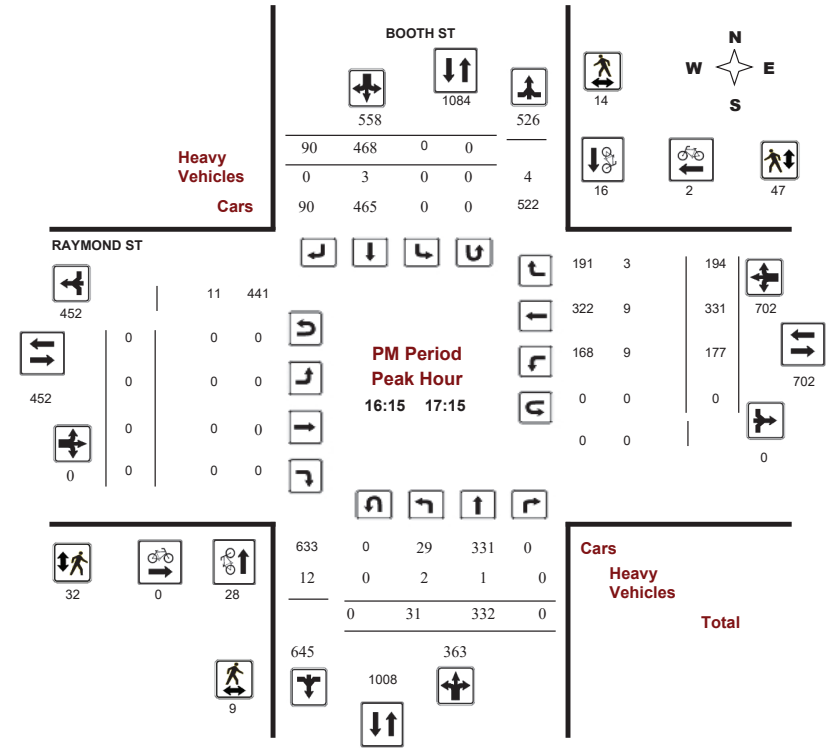 BOOTH ST
N
W E
S
1084
14
558
526
90 468 0 0
Heavy
Vehicles
0 3 0 0 4
Cars
90 465 0 0 522
16 2 47
RAYMOND ST
452
11 441
191 3 194
702
0 0 0
322 9 331
452
0 0 0
168 9 177
702
PM Period
Peak Hour
16:15 17:15
0 0 0
0 0 0
0 0
0
0
0 0 0
32 0 28
633 0 29 331 0
Cars
12 0 2 1 0
Heavy
Vehicles
0 31 332 0
Total
645 363
1008
9